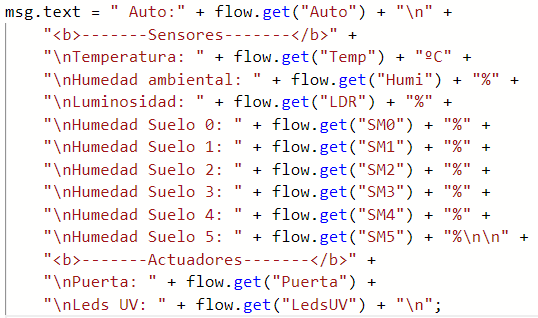 msg.text = " Auto:" + flow.get("Auto") + "\n" +
"<b>-------Sensores-------</b>" +
"\nTemperatura: " + flow.get("Temp") + "ºC" +
"\nHumedad ambiental: " + flow.get("Humi") + "%" +
"\nLuminosidad: " + flow.get("LDR") + "%" +
"\nHumedad Suelo 0: " + flow.get("SM0") + "%" +
"\nHumedad Suelo 1: " + flow.get("SM1") + "%" +
"\nHumedad Suelo 2: " + flow.get("SM2") + "%" +
"\nHumedad Suelo 3: " + flow.get("SM3") + "%" +
"\nHumedad Suelo 4: " + flow.get("SM4") + "%" +
"\nHumedad Suelo 5: " + flow.get("SM5") + "%\n\n" +
"<b>-------Actuadores-------</b>" +
"\nPuerta: " + flow.get("Puerta") +
"\nLeds UV: " + flow.get("LedsUV") + "\n";